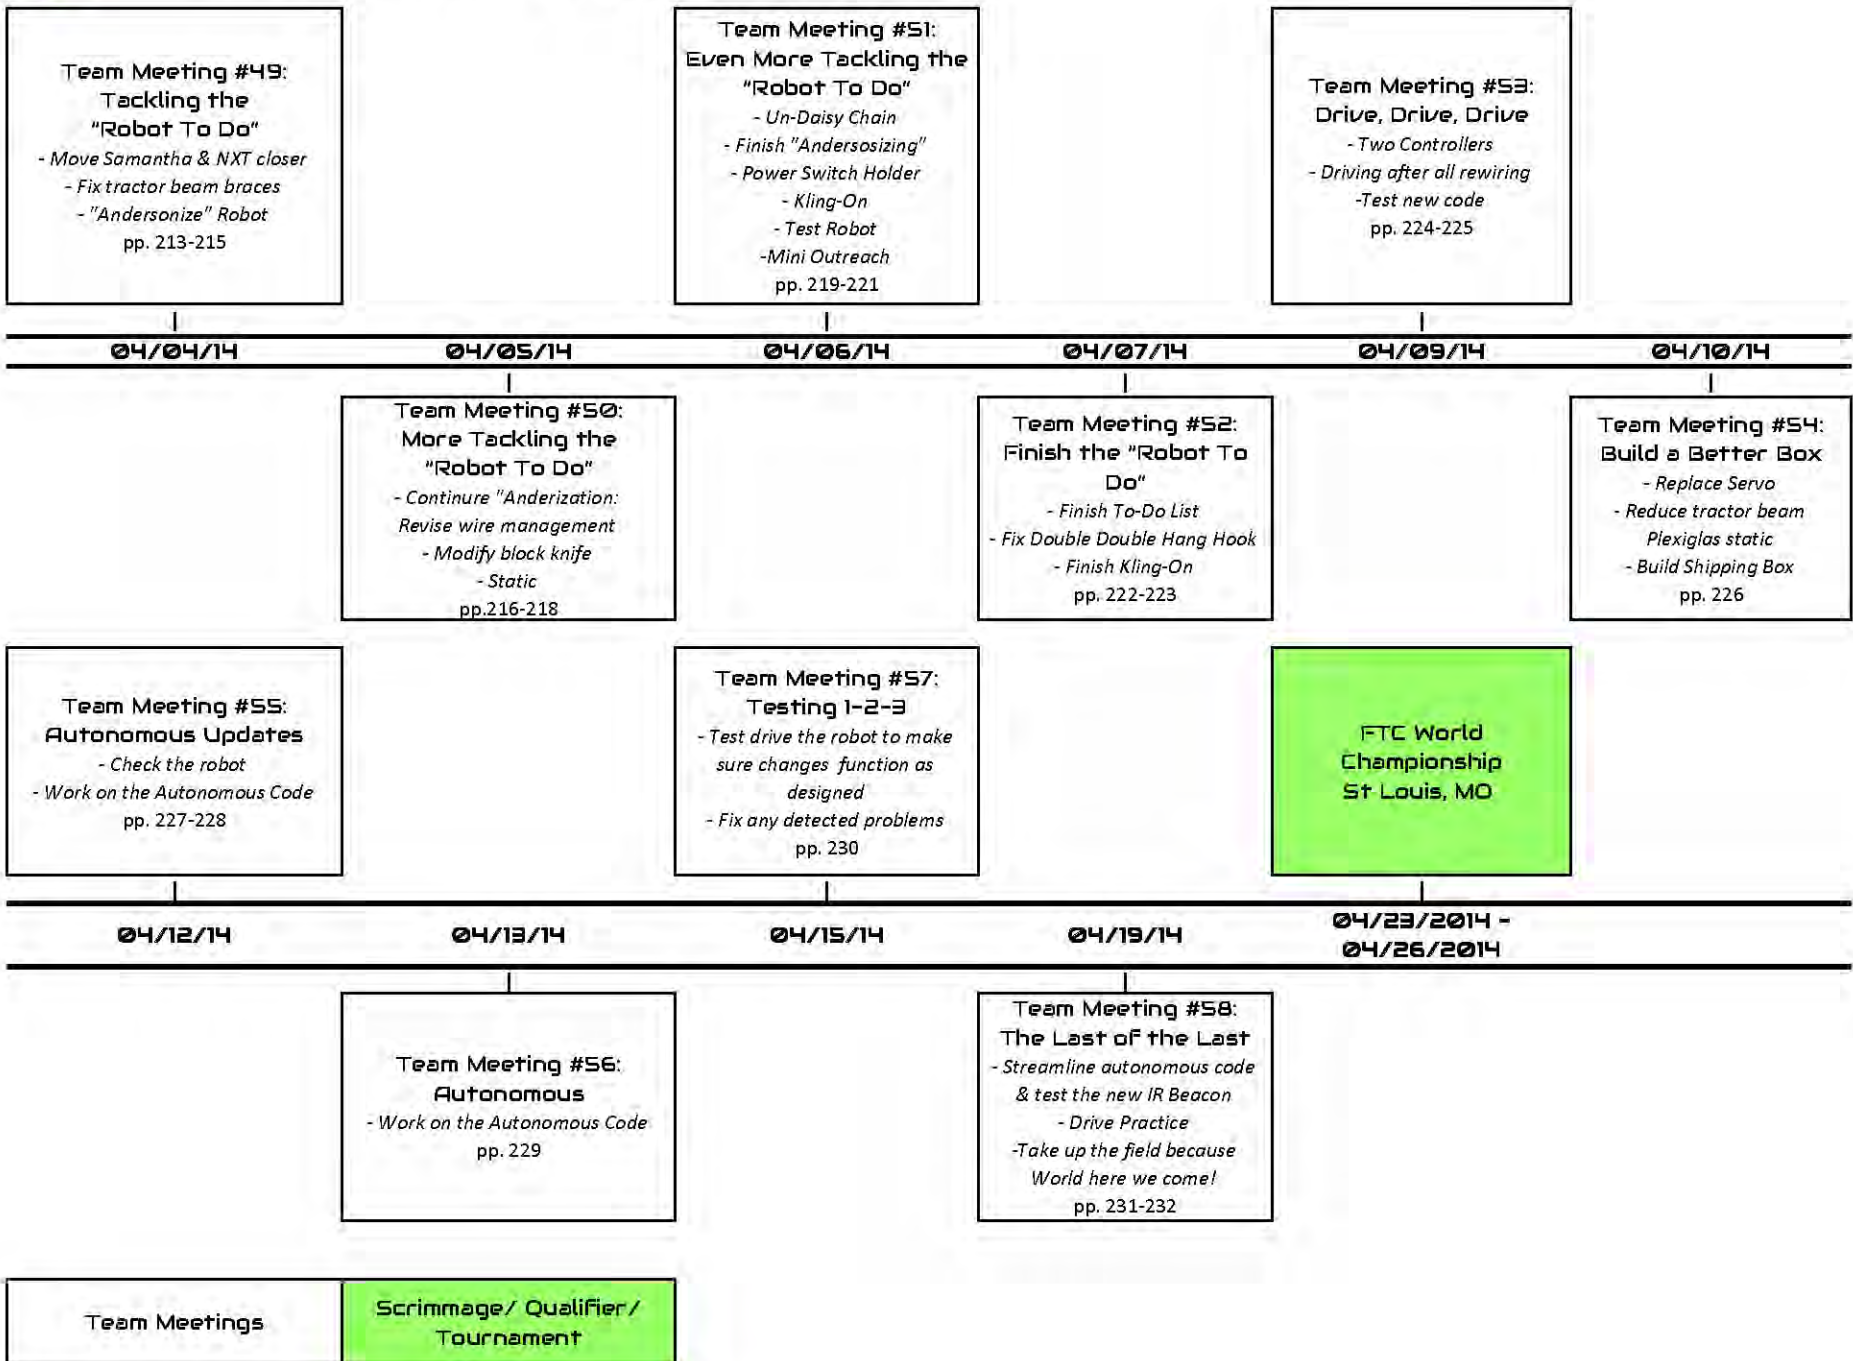 Team Meeting #49:
Tackling the
"Robot To Do"
- Move Samantha & NXT closer
- Fix tractor beam braces
- "Andersonize" Robot
pp. 213-215
Team Meeting #51:
Even More Tackling the
"Robot To Do"
- Un-Daisy Chain
- Finish "Andersosizing"
- Power Switch Holder
- Kling-On
- Test Robot
-Mini Outreach
pp. 219-221
Team Meeting #53:
Drive, Drive, Drive
- Two Controllers
- Driving after all rewiring
-Test new code
pp. 224-225
04/04/14
04/05/14
04/06/14
04/07/14
04/09/14
04/10/14
Team Meeting #50:
More Tackling the
"Robot To Do"
- Continure "Anderization:
Revise wire management
- Modify block knife
- Static
pp.216-218
Team Meeting #52:
Finish the "Robot To
Do"
- Finish To-Do List
- Fix Double Double Hang Hook
- Finish Kling-On
pp. 222-223
Team Meeting #54:
Build a Better Box
- Replace Servo
- Reduce tractor beam
Plexiglas static
- Build Shipping Box
pp. 226
Team Meeting #55:
Autonomous Updates
- Check the robot
- Work on the Autonomous Code
pp. 227-228
Team Meeting #57:
Testing 1-2-3
- Test drive the robot to make
sure changes function as
designed
- Fix any detected problems
pp. 230
FTC World
Championship
St Louis, MO
04/12/14
04/13/14
04/15/14
04/19/14
04/23/2014 -
04/26/2014
Team Meeting #56:
Autonomous
- Work on the Autonomous Code
pp. 229
Team Meeting #58:
The Last of the Last
- Streamline autonomous code
& test the new IR Beacon
- Drive Practice
-Take up the field because
World here we come!
pp. 231-232
Team Meetings
Scrimmage/ Qualifier/
Tournament